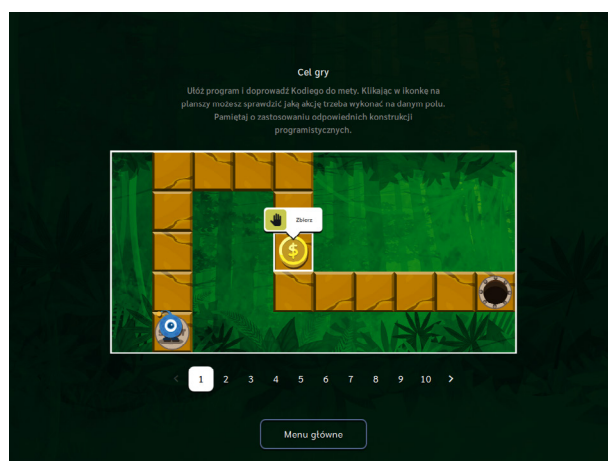 Cel gry
Ułóż program i doprowadź Kodiego do mety. Klikając w ikonkę na
planszy możesz sprawdzić jaką akcję trzeba wykonać na danym polu.
Pamiętaj o zastosowaniu odpowiednich konstrukcji
programistycznych.
Zbierz
$
< 1 2 3 4 5 6 7 8 9 10 >
Menu główne